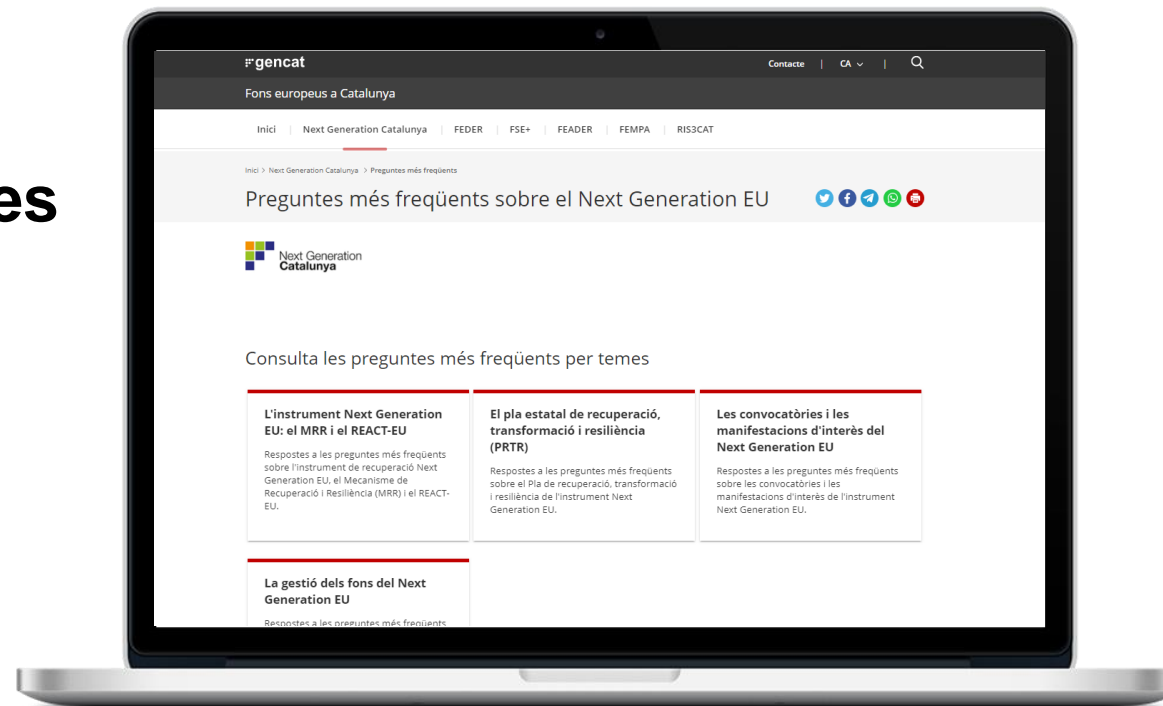 es
gencat
Contacte | CA |
Fons europeus a Catalunya
Inici | Next Generation Catalunya | FEDER | FSE+ | FEADER | FEMPA | RIS3CAT
Inici > Next Generation Catalunya > Preguntes més freqüents
Preguntes més freqüents sobre el Next Generation EU
Next Generation
Catalunya
Consulta les preguntes més freqüents per temes
L'instrument Next Generation
EU: el MRR i el REACT-EU
Respostes a les preguntes més freqüents
sobre l'instrument de recuperació Next
Generation EU, el Mecanisme de
Recuperació i Resiliència (MRR) i el REACT-
EU.
El pla estatal de recuperació,
transformació i resiliència
(PRTR)
Respostes a les preguntes més freqüents
sobre el Pla de recuperació, transformació
i resiliència de l'instrument Next
Generation EU.
Les convocatòries i les
manifestacions d'interès del
Next Generation EU
Respostes a les preguntes més freqüents
sobre les convocatòries i les
manifestacions d'interès de l'instrument
Next Generation EU.
La gestió dels fons del Next
Generation EU
Respostes a les preguntes més freqüents